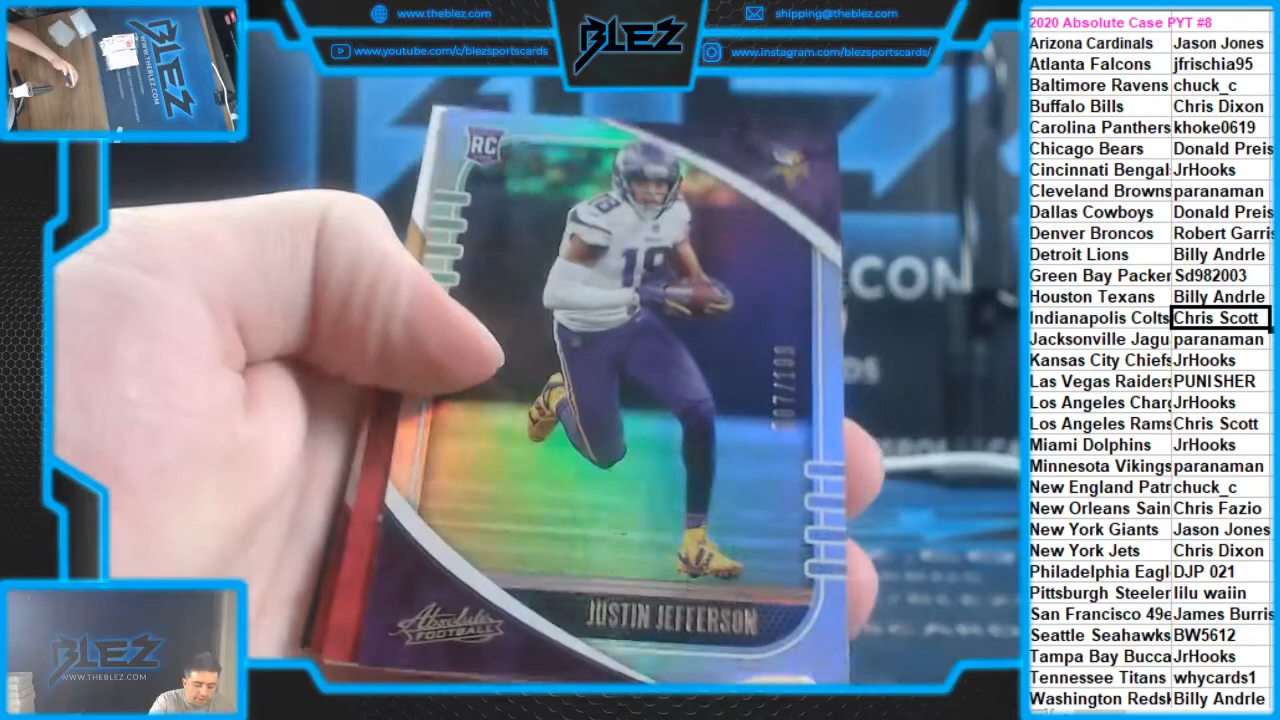 www.theblez.com
shipping@theblez.com
www.youtube.com/c/blezsportscards
www.instagram.com/blezsportscards/
BLEZ
BLEZ
WWW.THEBLEZ.COM
RC
18
18
007/199
JUSTIN JEFFERSON
Absolute
FOOTBALL
.CON
BLEZ
WWW.THEBLEZ.COM
2020 Absolute Case PYT #8
Arizona Cardinals Jason Jones
Atlanta Falcons jfrischia95
Baltimore Ravens chuck_c
Buffalo Bills Chris Dixon
Carolina Panthers khoke0619
Chicago Bears Donald Preis
Cincinnati Bengal JrHooks
Cleveland Browns paranaman
Dallas Cowboys Donald Preis
Denver Broncos Robert Garris
Detroit Lions Billy Andrle
Green Bay Packer Sd982003
Houston Texans Billy Andrle
Indianapolis Colts Chris Scott
Jacksonville Jagu paranaman
Kansas City Chiefs JrHooks
Las Vegas Raiders PUNISHER
Los Angeles Charg JrHooks
Los Angeles Rams Chris Scott
Miami Dolphins JrHooks
Minnesota Vikings paranaman
New England Patr chuck_c
New Orleans Sain Chris Fazio
New York Giants Jason Jones
New York Jets Chris Dixon
Philadelphia Eagl DJP 021
Pittsburgh Steeler lilu waiin
San Francisco 49e James Burris
Seattle Seahawks BW5612
Tampa Bay Bucca JrHooks
Tennessee Titans whycards1
Washington Redsk Billy Andrle